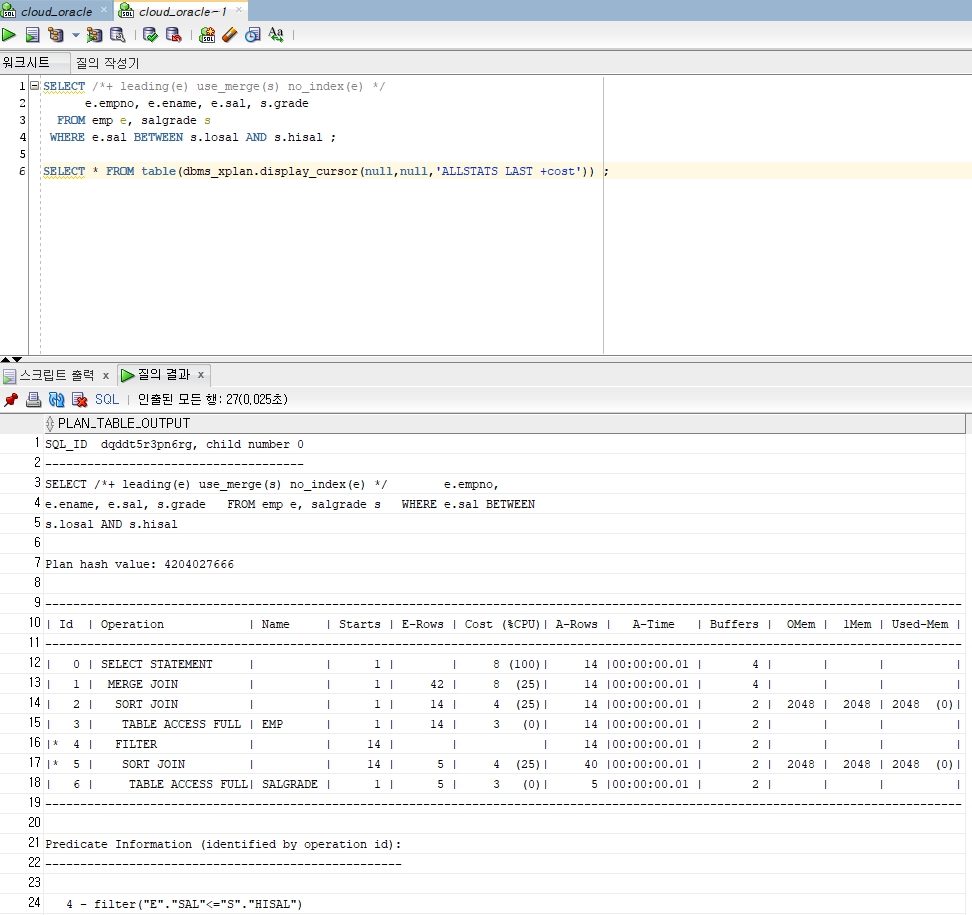 cloud_oracle × cloud_oracle~1 ×
워크시트 질의 작성기
1 SELECT /*+ leading(e) use_merge(s) no_index(e) */
2 e.empno, e.ename, e.sal, s.grade
3 FROM emp e, salgrade s
4 WHERE e.sal BETWEEN s.losal AND s.hisal ;
5
6 SELECT * FROM table(dbms_xplan.display_cursor(null,null,'ALLSTATS LAST +cost')) ;
스크립트 출력 x 질의 결과 x
SQL | 인출된 모든 행: 27(0,025초)
PLAN_TABLE_OUTPUT
1 SQL_ID  dqddt5r3pn6rg, child number 0
2 -------------------------------------
3 SELECT /*+ leading(e) use_merge(s) no_index(e) */        e.empno,
4 e.ename, e.sal, s.grade   FROM emp e, salgrade s   WHERE e.sal BETWEEN
5 s.losal AND s.hisal
6
7 Plan hash value: 4204027666
8
9 -----------------------------------------------------------------------------------------------------------------------------------
10 | Id  | Operation            | Name     | Starts | E-Rows | Cost (%CPU)| A-Rows |   A-Time   | Buffers |  OMem |  1Mem | Used-Mem |
11 -----------------------------------------------------------------------------------------------------------------------------------
12 |   0 | SELECT STATEMENT     |          |      1 |        |     8 (100)|     14 |00:00:00.01 |       4 |       |       |          |
13 |   1 |  MERGE JOIN          |          |      1 |     42 |     8  (25)|     14 |00:00:00.01 |       4 |       |       |          |
14 |   2 |   SORT JOIN          |          |      1 |     14 |     4  (25)|     14 |00:00:00.01 |       2 |  2048 |  2048 | 2048  (0)|
15 |   3 |    TABLE ACCESS FULL | EMP      |      1 |     14 |     3   (0)|     14 |00:00:00.01 |       2 |       |       |          |
16 |*  4 |   FILTER             |          |     14 |        |            |     14 |00:00:00.01 |       2 |       |       |          |
17 |*  5 |    SORT JOIN         |          |     14 |      5 |     4  (25)|     40 |00:00:00.01 |       2 |  2048 |  2048 | 2048  (0)|
18 |   6 |     TABLE ACCESS FULL| SALGRADE |      1 |      5 |     3   (0)|      5 |00:00:00.01 |       2 |       |       |          |
19 -----------------------------------------------------------------------------------------------------------------------------------
20
21 Predicate Information (identified by operation id):
22 ---------------------------------------------------
23
24    4 - filter("E"."SAL"<="S"."HISAL")